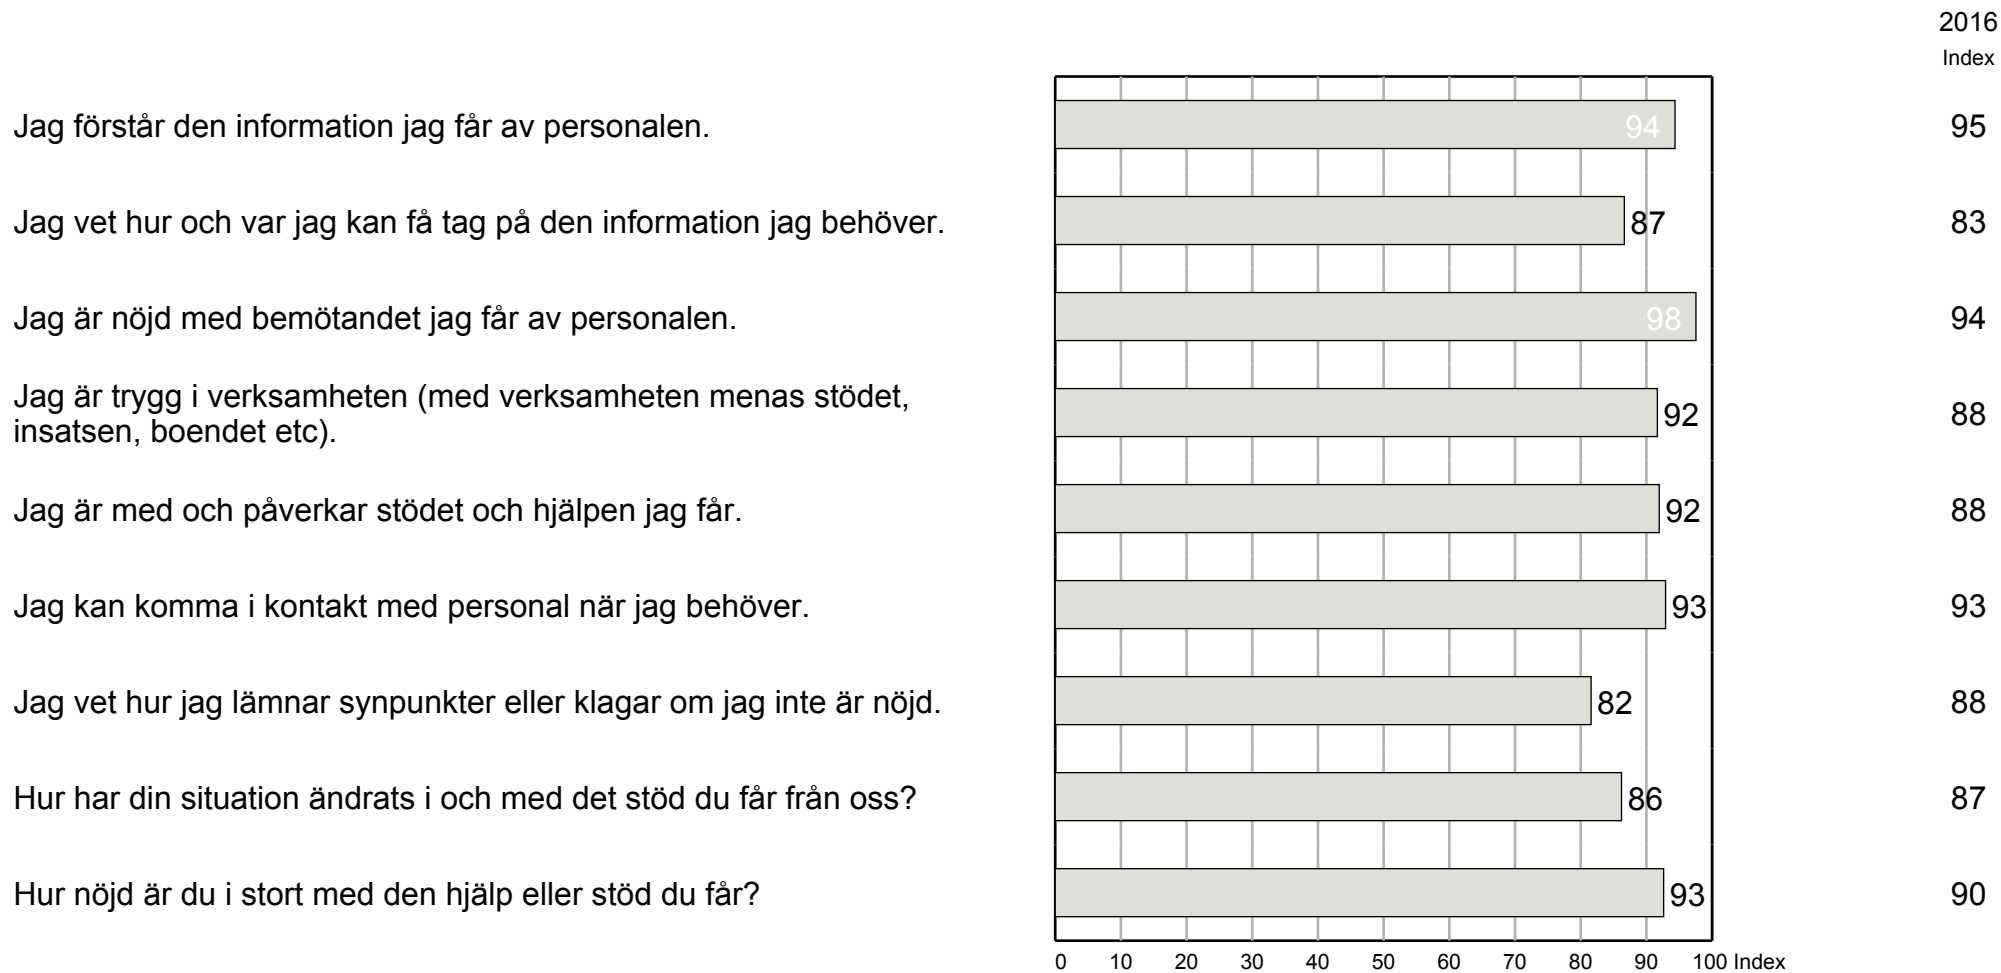 2016
Index
Jag förstår den information jag får av personalen. 94 95
Jag vet hur och var jag kan få tag på den information jag behöver. 87 83
Jag är nöjd med bemötandet jag får av personalen. 98 94
Jag är trygg i verksamheten (med verksamheten menas stödet,
insatsen, boendet etc). 92 88
Jag är med och påverkar stödet och hjälpen jag får. 92 88
Jag kan komma i kontakt med personal när jag behöver. 93 93
Jag vet hur jag lämnar synpunkter eller klagar om jag inte är nöjd. 82 88
Hur har din situation ändrats i och med det stöd du får från oss? 86 87
Hur nöjd är du i stort med den hjälp eller stöd du får? 93 90
0 10 20 30 40 50 60 70 80 90 100 Index